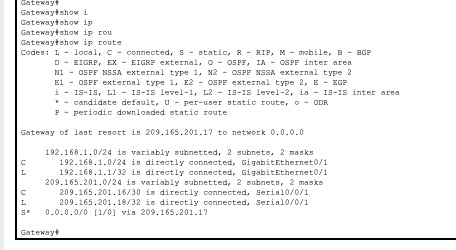 Gateway#
Gateway#show i
Gateway#show ip
Gateway#show ip rou
Gateway#show ip route
Codes: L - local, C - connected, S - static, R - RIP, M - mobile, B - BGP
       D - EIGRP, EX - EIGRP external, O - OSPF, IA - OSPF inter area
       N1 - OSPF NSSA external type 1, N2 - OSPF NSSA external type 2
       E1 - OSPF external type 1, E2 - OSPF external type 2, E - EGP
       i - IS-IS, L1 - IS-IS level-1, L2 - IS-IS level-2, ia - IS-IS inter area
       * - candidate default, U - per-user static route, o - ODR
       P - periodic downloaded static route

Gateway of last resort is 209.165.201.17 to network 0.0.0.0

     192.168.1.0/24 is variably subnetted, 2 subnets, 2 masks
C       192.168.1.0/24 is directly connected, GigabitEthernet0/1
L       192.168.1.1/32 is directly connected, GigabitEthernet0/1
     209.165.201.0/24 is variably subnetted, 2 subnets, 2 masks
C       209.165.201.16/30 is directly connected, Serial0/0/1
L       209.165.201.18/32 is directly connected, Serial0/0/1
S*   0.0.0.0/0 [1/0] via 209.165.201.17

Gateway#